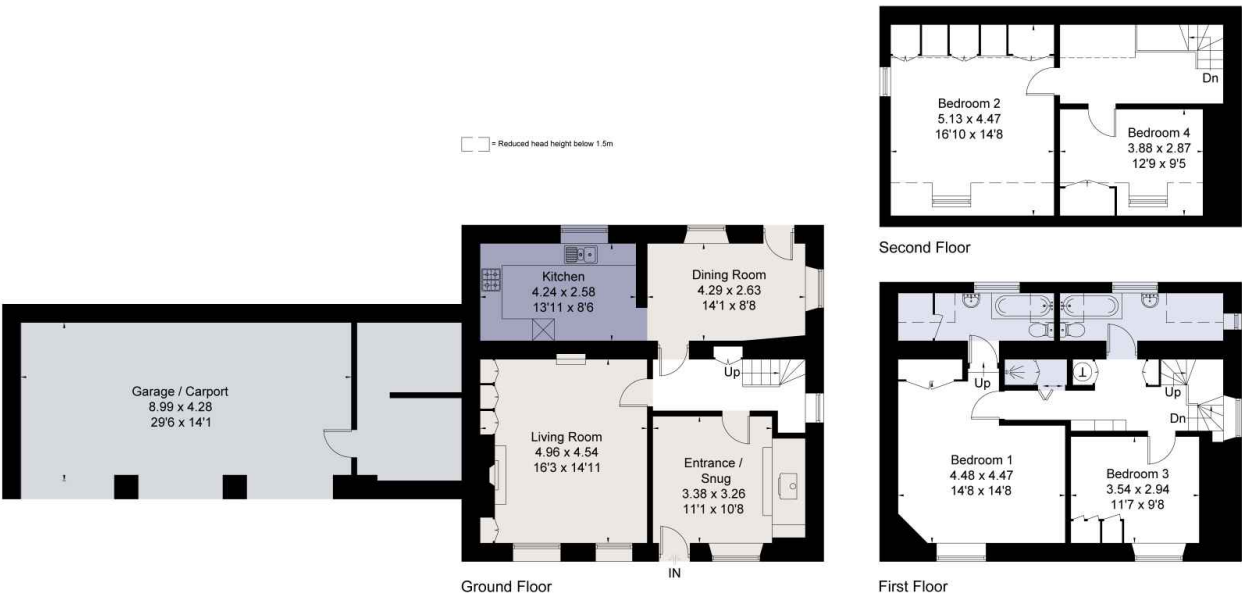 = Reduced head height below 1.5m
Garage / Carport
8.99 x 4.28
29'6 x 14'1
Kitchen
4.24 x 2.58
13'11 x 8'6
Dining Room
4.29 x 2.63
14'1 x 8'8
Up
Living Room
4.96 x 4.54
16'3 x 14'11
Entrance /
Snug
3.38 x 3.26
11'1 x 10'8
IN
Ground Floor
Bedroom 2
5.13 x 4.47
16'10 x 14'8
Dn
Bedroom 4
3.88 x 2.87
12'9 x 9'5
Second Floor
Up
Up
Dn
Bedroom 1
4.48 x 4.47
14'8 x 14'8
Bedroom 3
3.54 x 2.94
11'7 x 9'8
First Floor